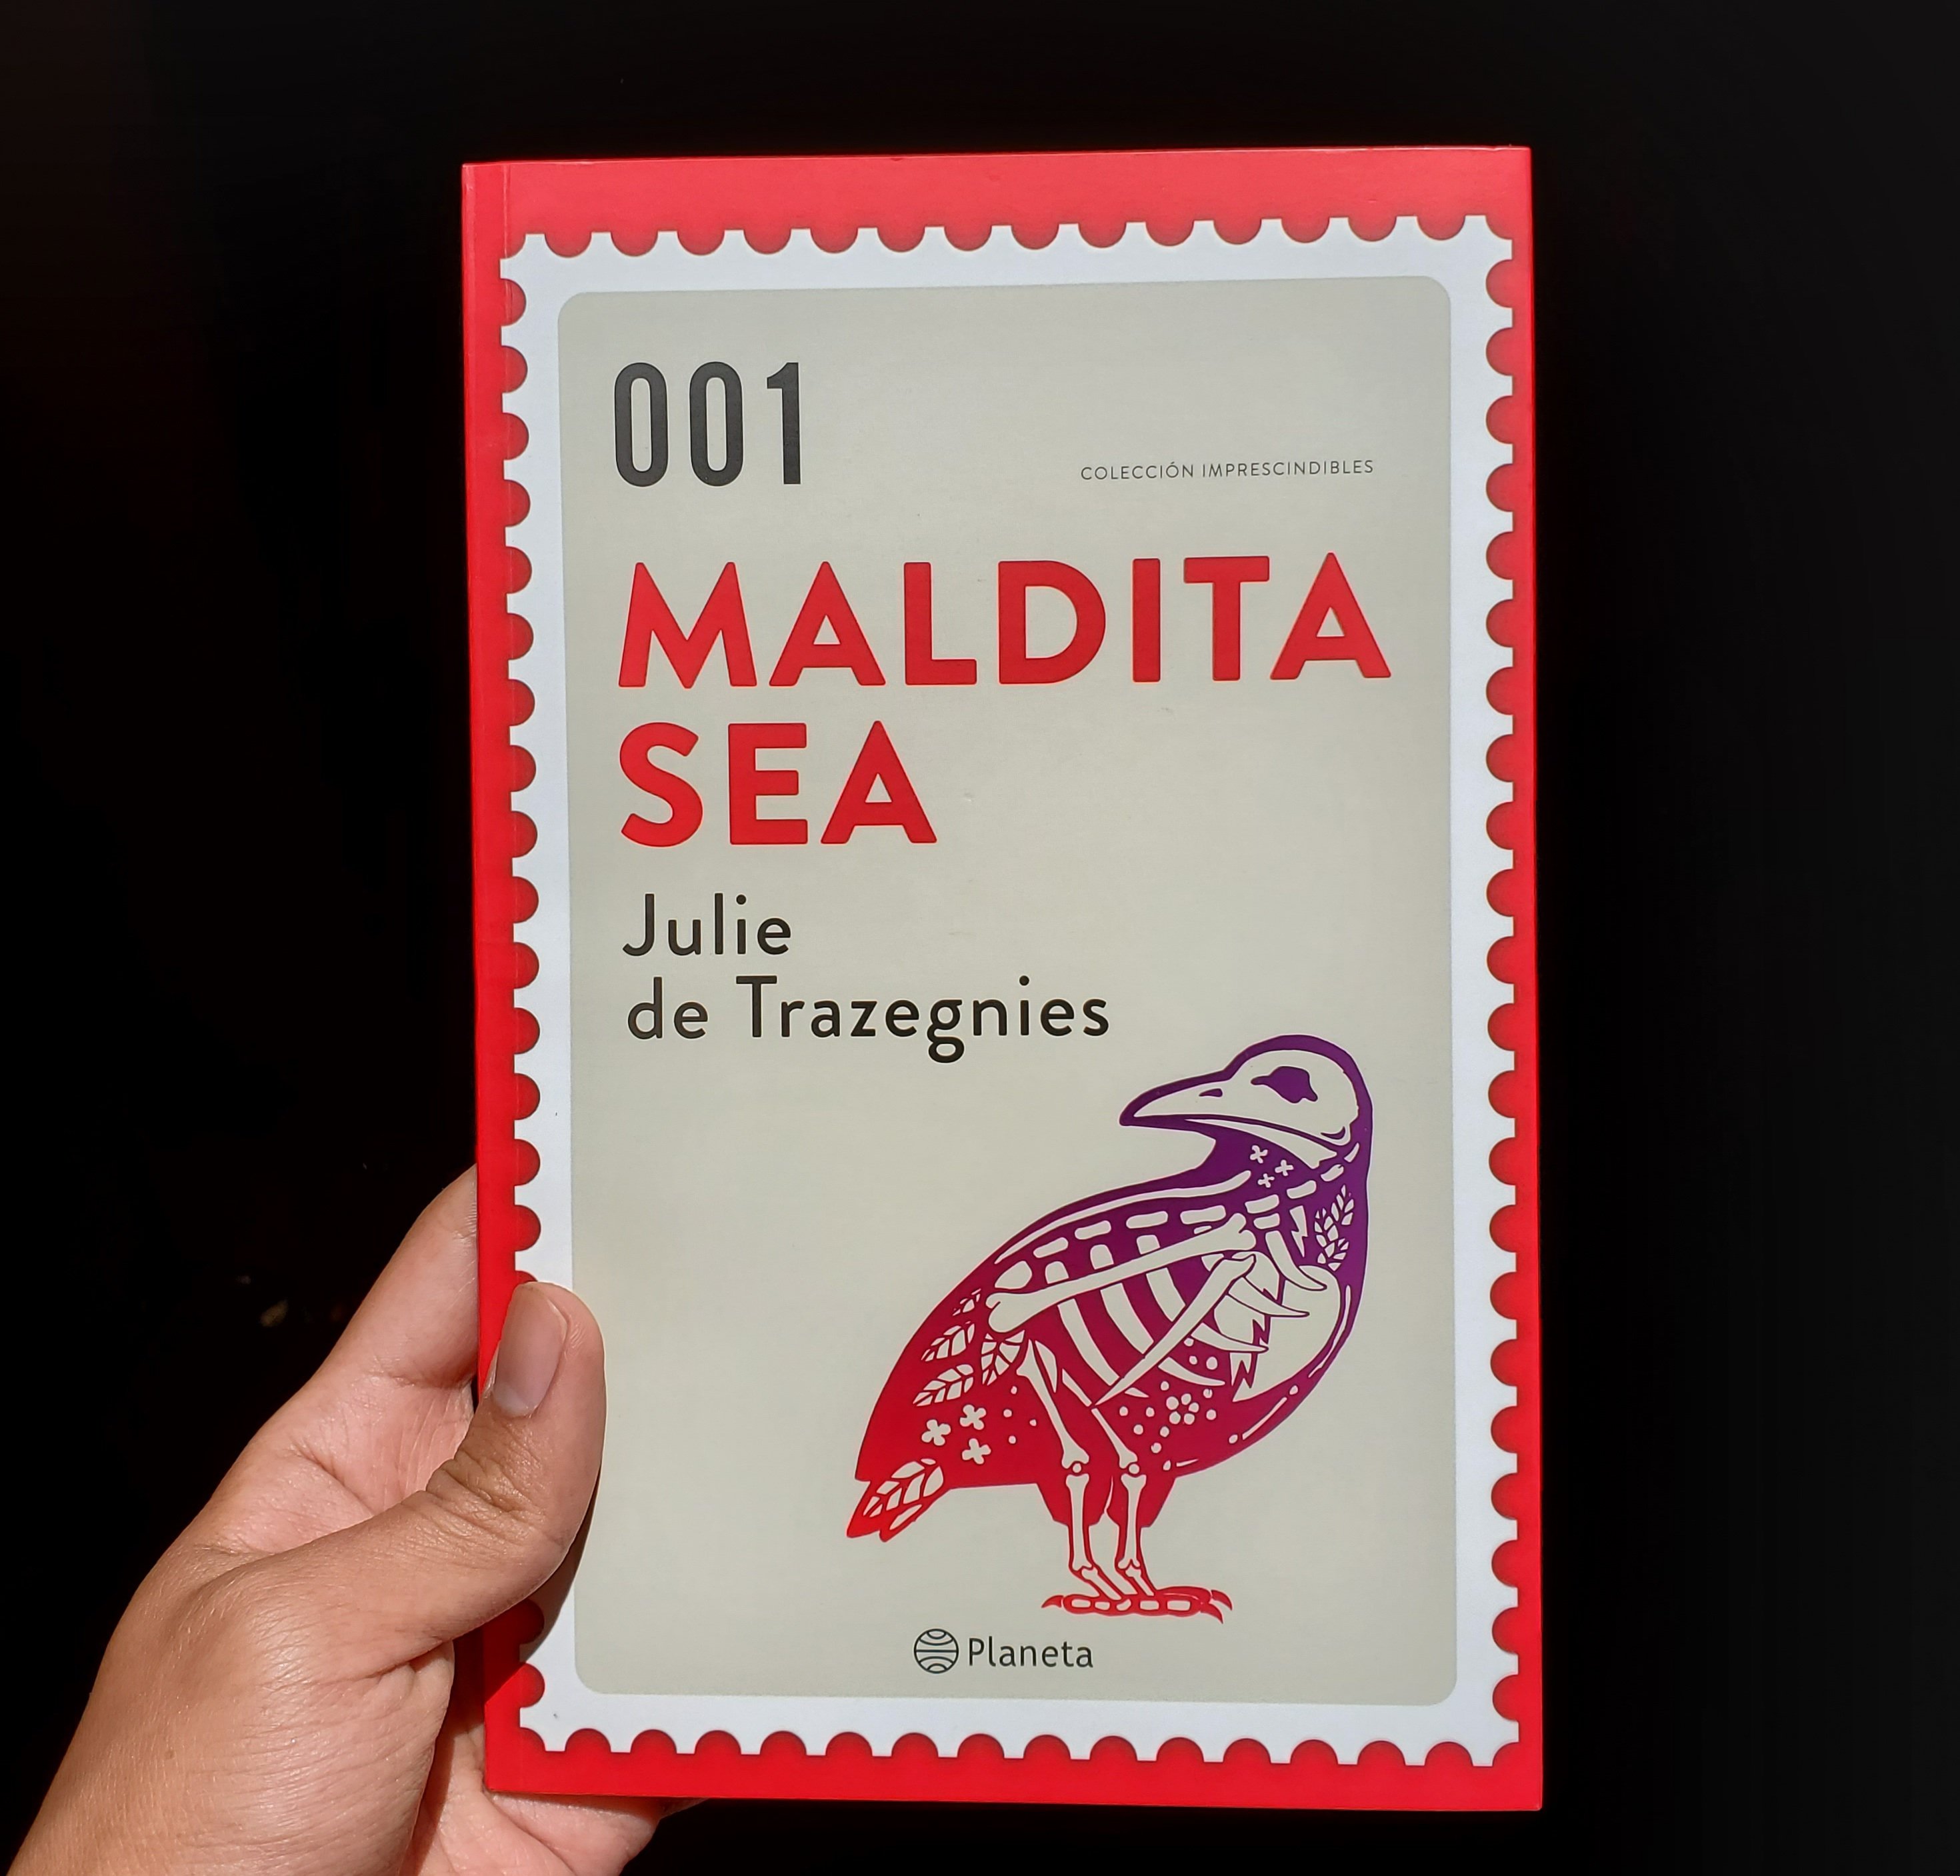 001
COLECCIÓN IMPRESCINDIBLES
MALDITA
SEA
Julie
de Trazegnies
Planeta